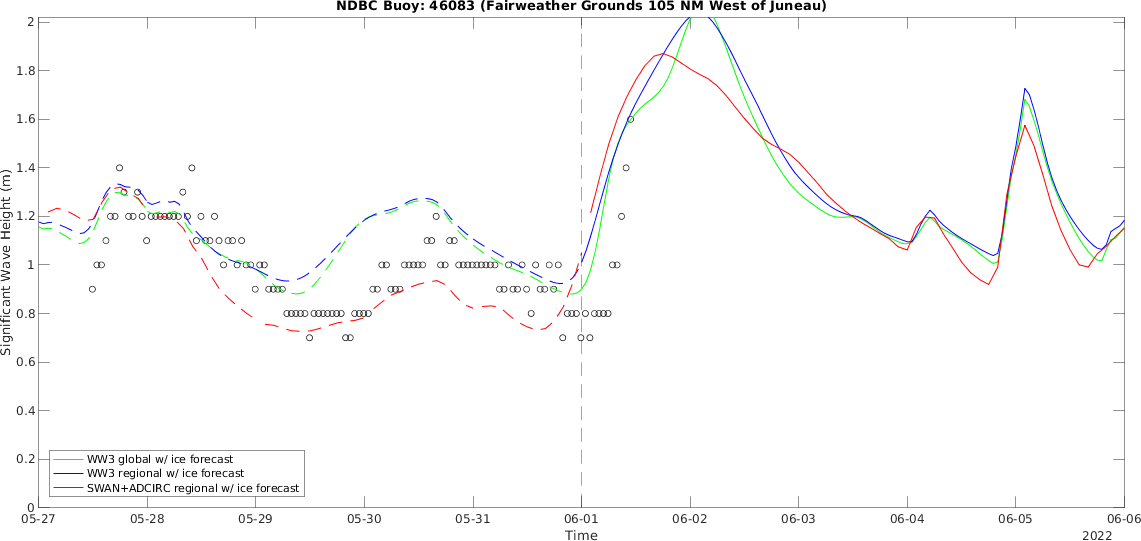 NDBC Buoy: 46083 (Fairweather Grounds 105 NM West of Juneau)
2
1.8
1.6
1.4
1.2
1
0.8
0.6
0.4
0.2
0
Significant Wave Height (m)
WW3 global w/ ice forecast
WW3 regional w/ ice forecast
SWAN+ADCIRC regional w/ ice forecast
05-27 05-28 05-29 05-30 05-31 06-01 06-02 06-03 06-04 06-05 06-06
Time
2022